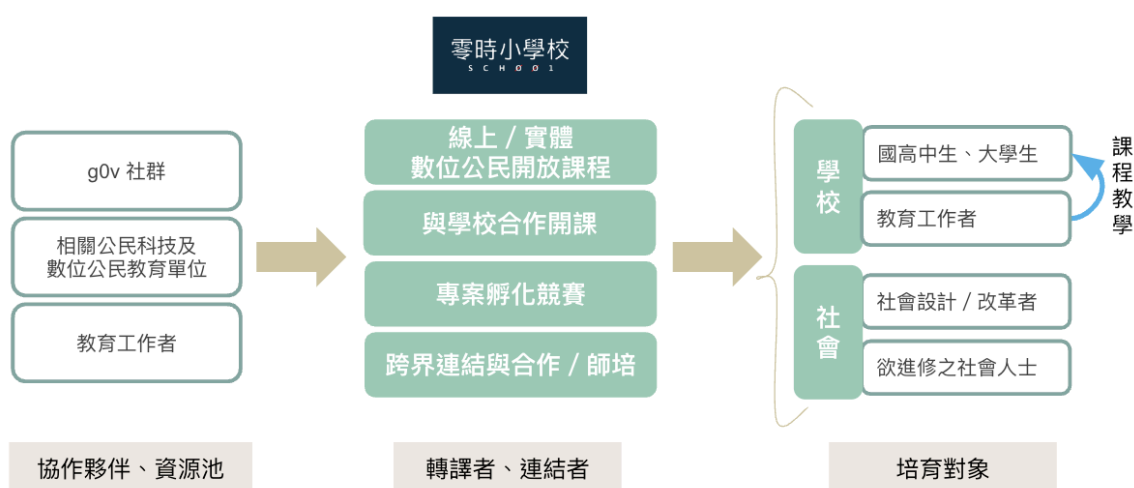 零時小學校
SCHOO1
g0v 社群
相關公民科技及
數位公民教育單位
教育工作者
協作夥伴、資源池
線上 / 實體
數位公民開放課程
與學校合作開課
專案孵化競賽
跨界連結與合作 / 師培
轉譯者、連結者
學校
國高中生、大學生
教育工作者
課程教學
社會
社會設計 / 改革者
欲進修之社會人士
培育對象